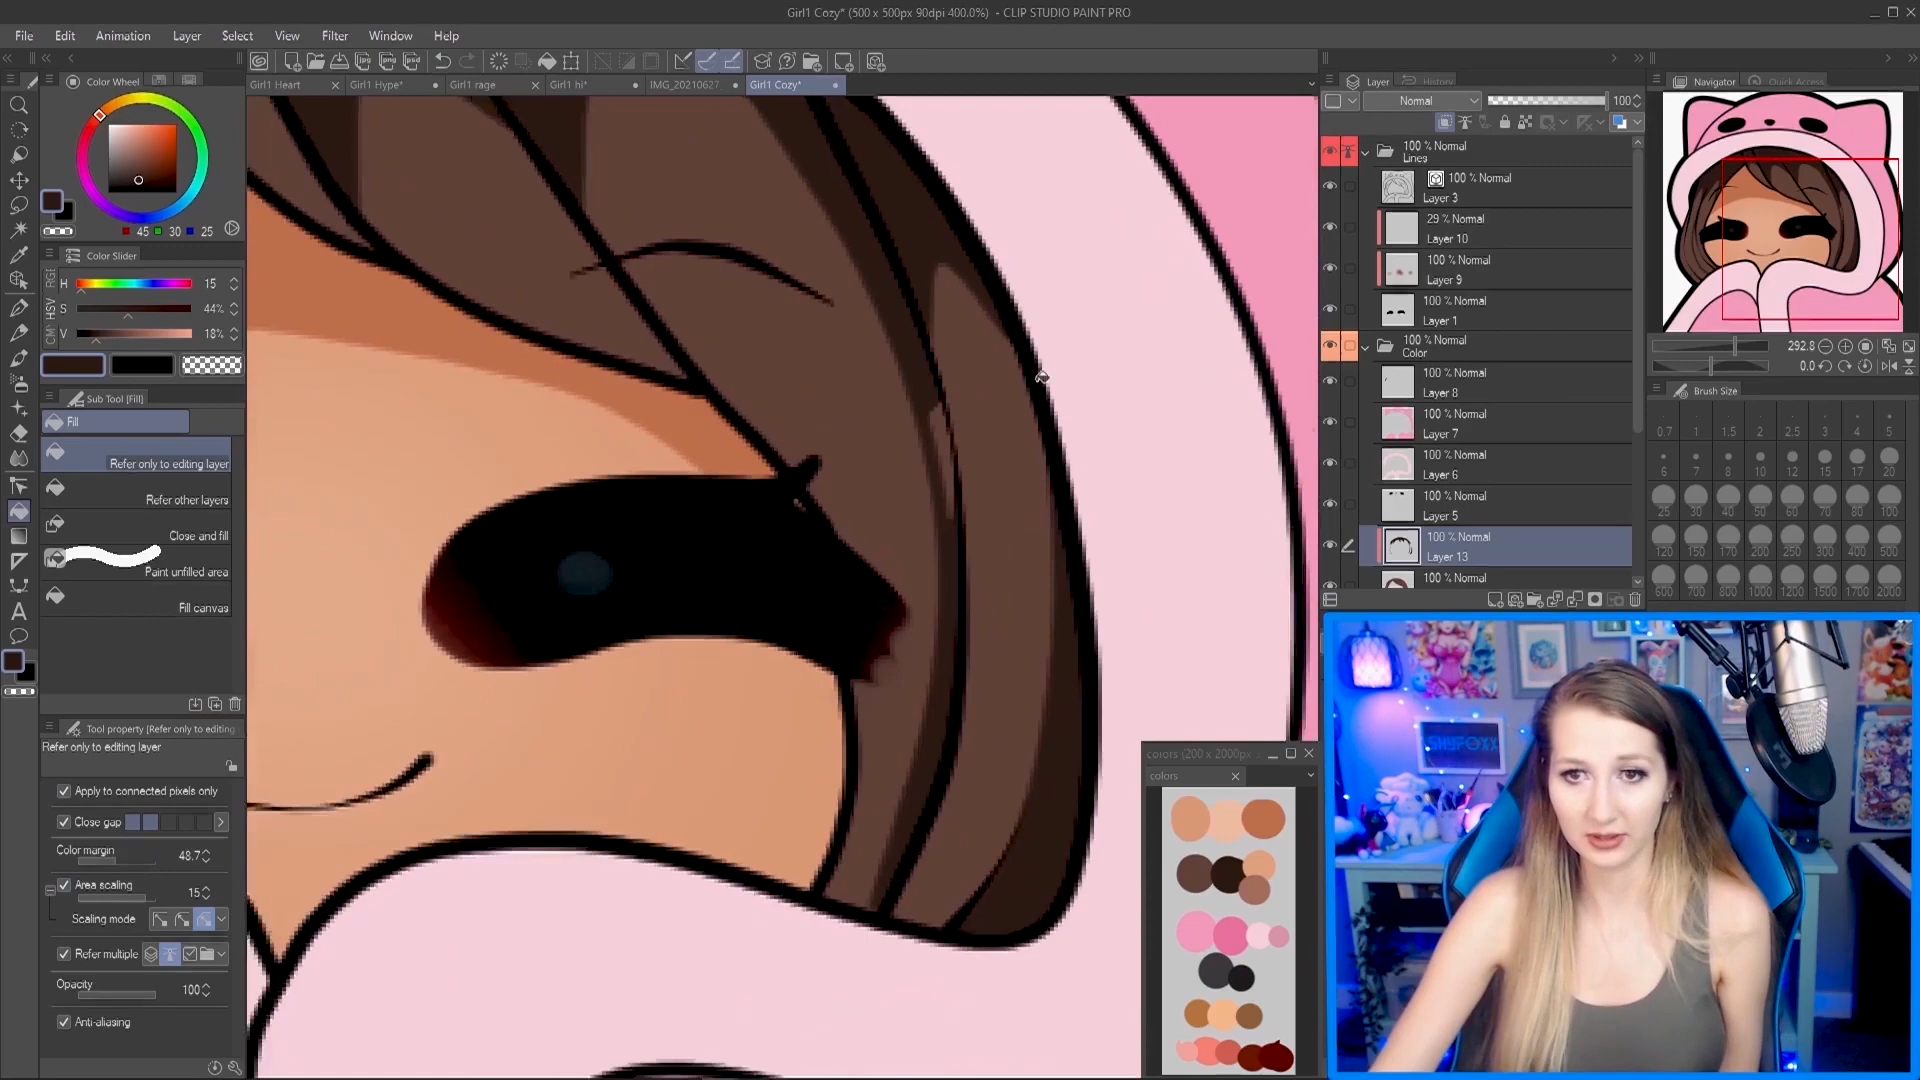 Girl1 Cozy* (500 x 500px 90dpi 400.0%) - CLIP STUDIO PAINT PRO
File Edit Animation Layer Select View Filter Window Help
Girl1 Heart Girl1 Hype* Girl1 rage Girl1 hi* IMG_20210627 Girl1 Cozy*
Color Wheel
45 30 25
Color Slider
H 15
S 44%
V 18%
Sub Tool [Fill]
Fill
Refer only to editing layer
Refer other layers
Close and fill
Paint unfilled area
Fill canvas
Tool property [Refer only to editing
Refer only to editing layer
Apply to connected pixels only
Close gap
Color margin 48.7
Area scaling 15
Scaling mode
Refer multiple
Opacity 100
Anti-aliasing
Layer History
Normal 100
100 % Normal
Lines
100 % Normal
Layer 3
29 % Normal
Layer 10
100 % Normal
Layer 9
100 % Normal
Layer 1
100 % Normal
Color
100 % Normal
Layer 8
100 % Normal
Layer 7
100 % Normal
Layer 6
100 % Normal
Layer 5
100 % Normal
Layer 13
100 % Normal
Navigator Quick Access
292.8
0.0
Brush Size
0.7 1 1.5 2 2.5 3 4 5
6 7 8 10 12 15 17 20
25 30 40 50 60 70 80 100
120 150 170 200 250 300 400 500
600 700 800 1000 1200 1500 1700 2000
colors (200 x 2000px
colors